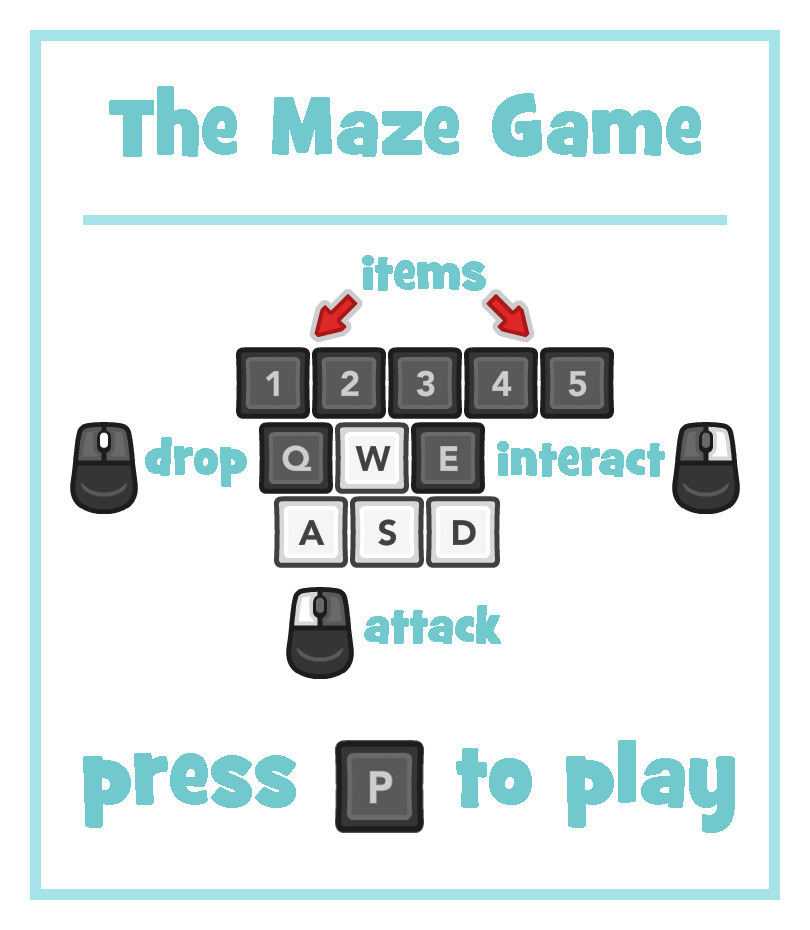 The Maze Game
items
1 2 3 4 5
drop Q W E interact
A S D
attack
press P to play